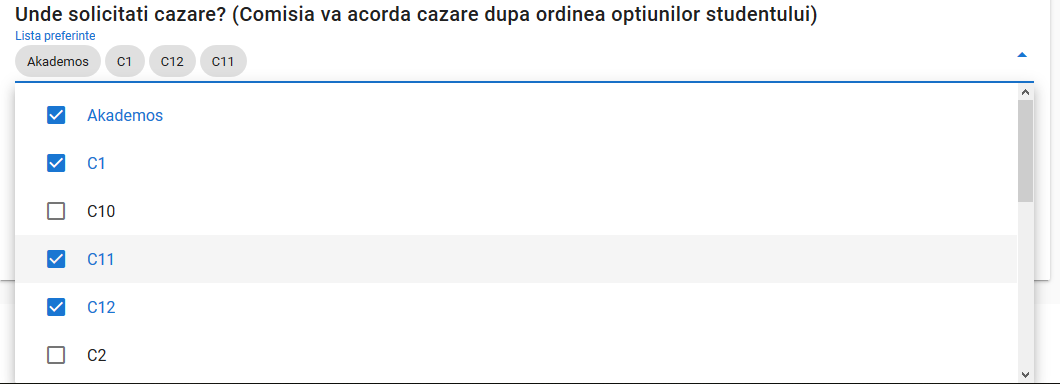 Unde solicitati cazare? (Comisia va acorda cazare dupa ordinea optiunilor studentului)
Lista preferinte
Akademos C1 C12 C11
Akademos
C1
C10
C11
C12
C2